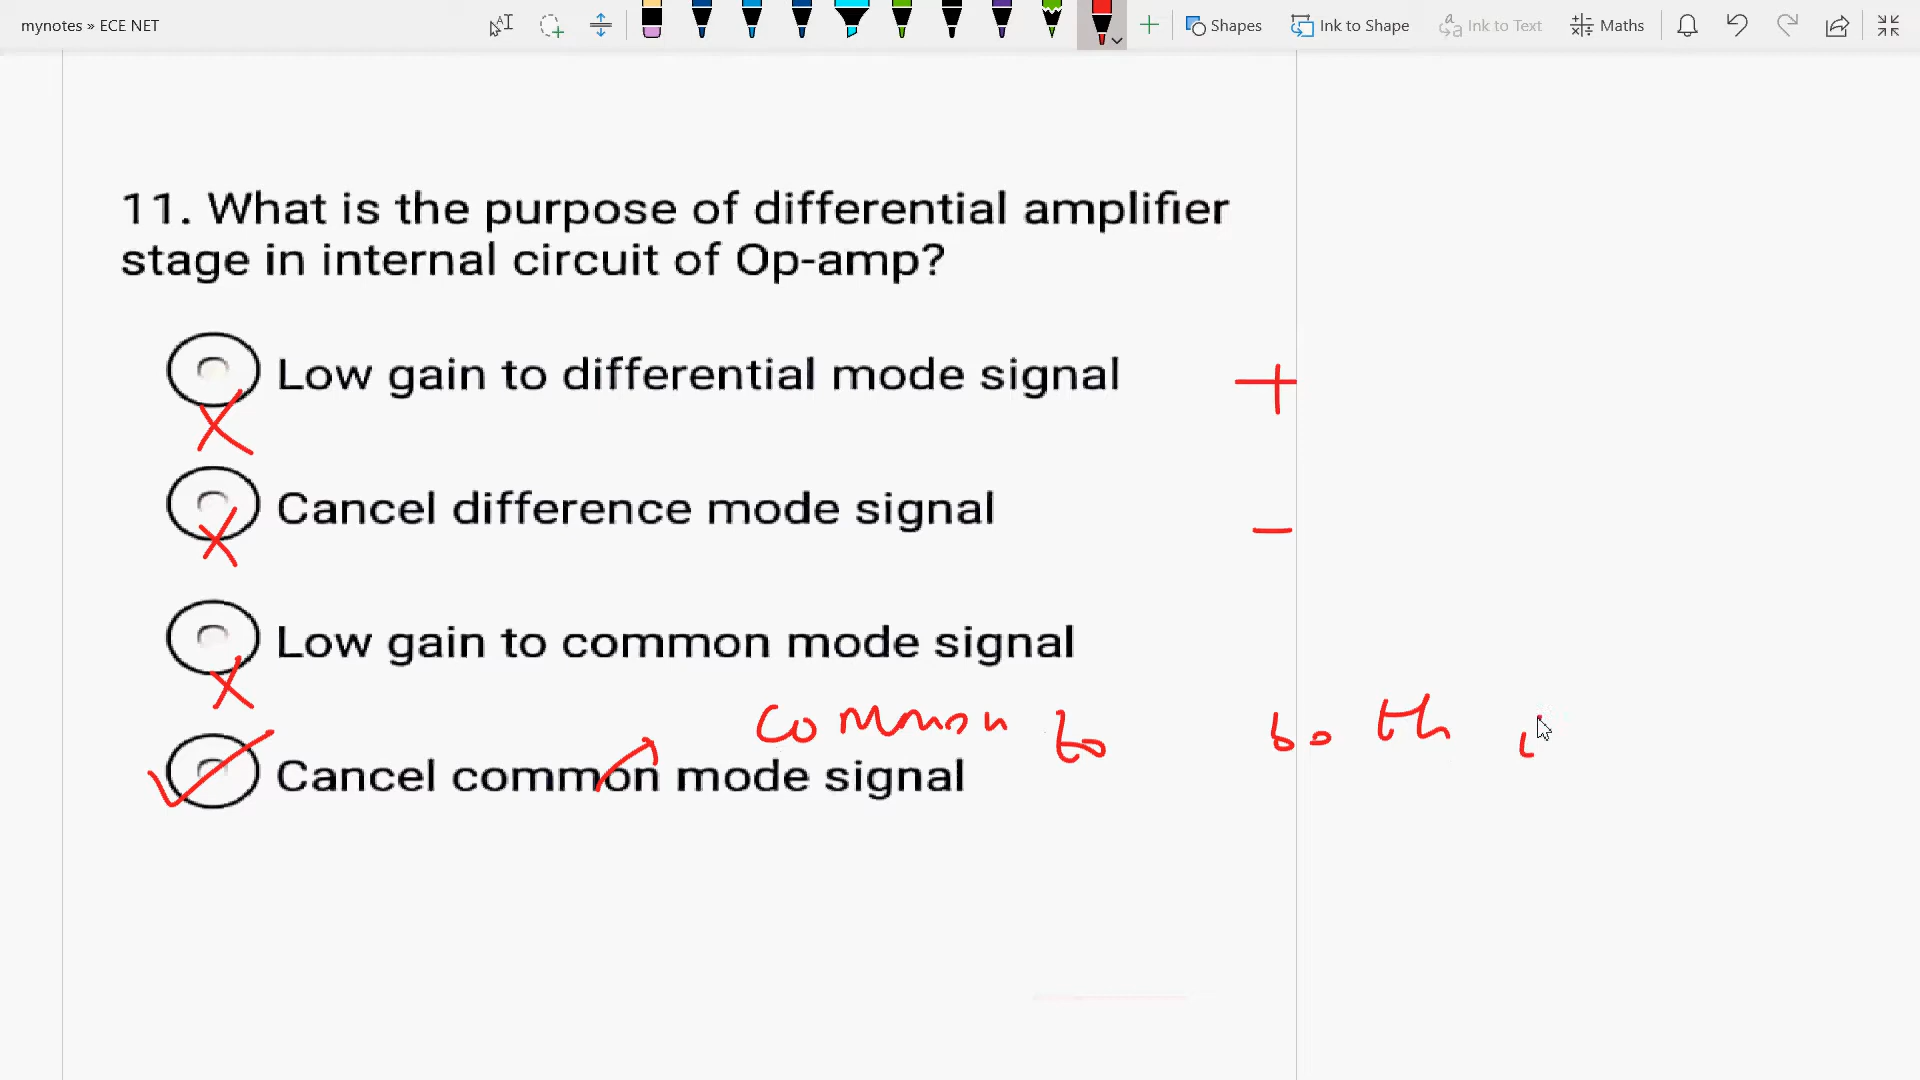 mynotes » ECE NET
Shapes
Ink to Shape
Ink to Text
Maths
11. What is the purpose of differential amplifier
stage in internal circuit of Op-amp?
Low gain to differential mode signal
+
Cancel difference mode signal
-
Low gain to common mode signal
common to both i
Cancel common mode signal